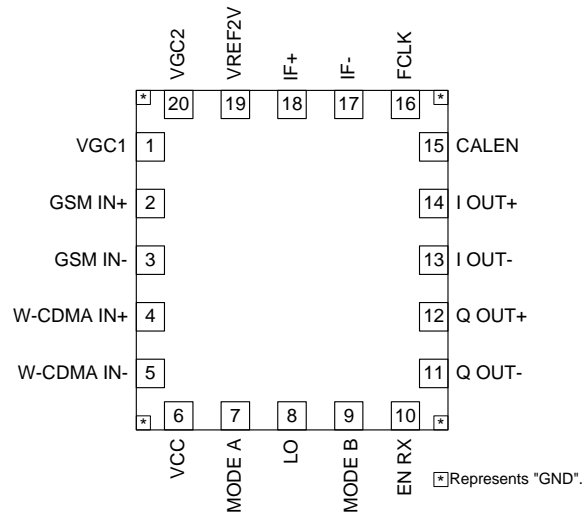 VGC2
VREF2V
IF+
IF-
FCLK
* 20 19 18 17 16 *
VGC1 1
15 CALEN
GSM IN+ 2
14 I OUT+
GSM IN- 3
13 I OUT-
W-CDMA IN+ 4
12 Q OUT+
W-CDMA IN- 5
11 Q OUT-
* 6 7 8 9 10 *
VCC
MODE A
LO
MODE B
EN RX
* Represents "GND".